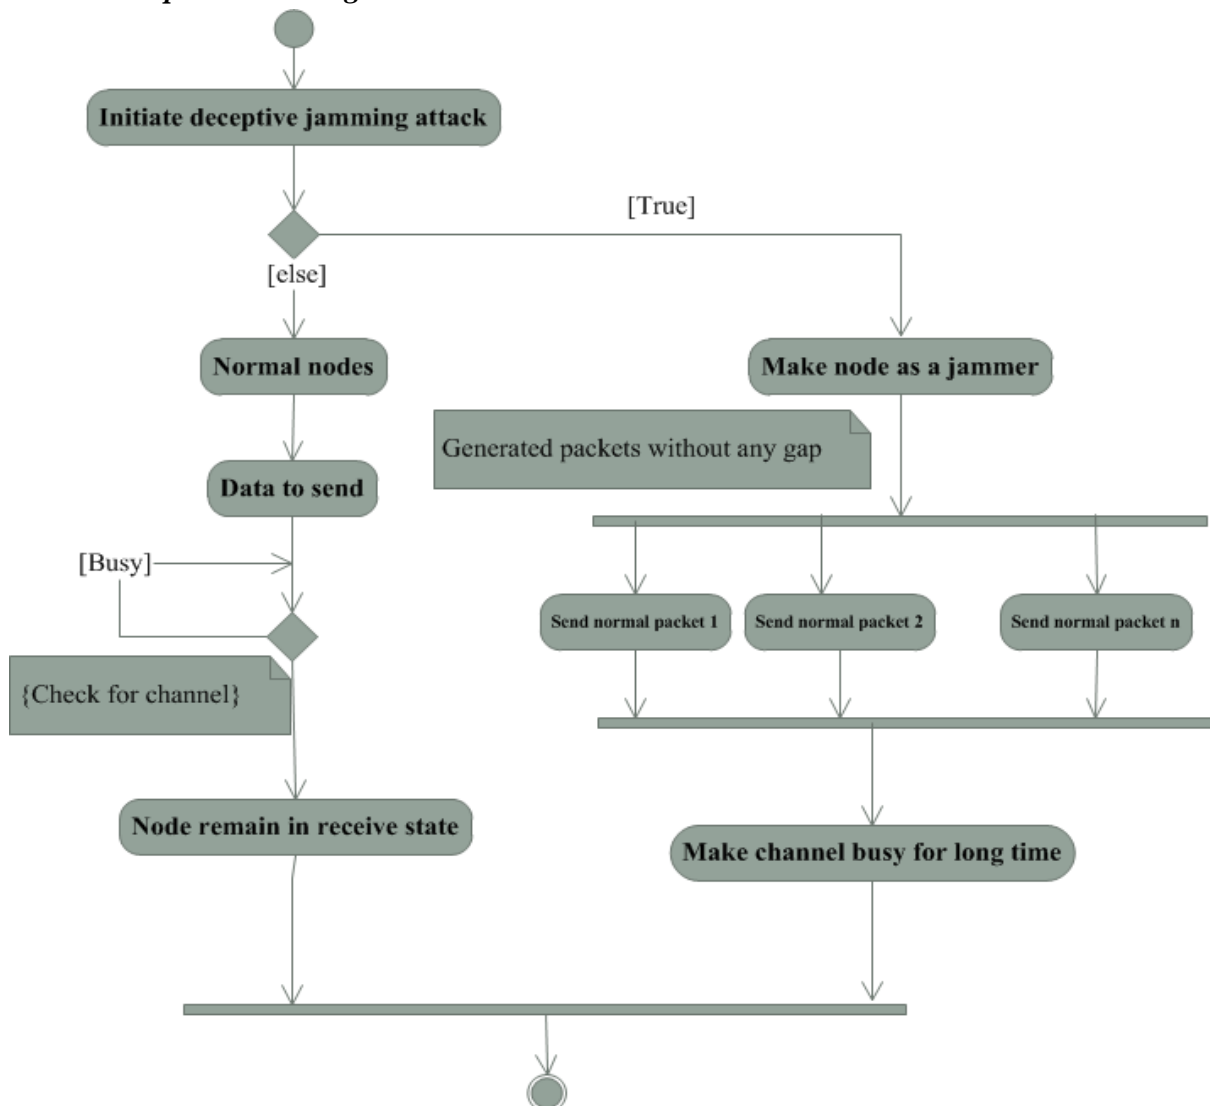 Initiate deceptive jamming attack
[True]
[else]
Normal nodes
Make node as a jammer
Generated packets without any gap
Data to send
[Busy]
Send normal packet 1
Send normal packet 2
Send normal packet n
{Check for channel}
Node remain in receive state
Make channel busy for long time